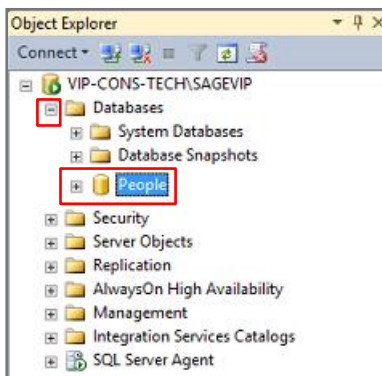 Object Explorer
Connect
VIP-CONS-TECH\SAGEVIP
Databases
System Databases
Database Snapshots
People
Security
Server Objects
Replication
AlwaysOn High Availability
Management
Integration Services Catalogs
SQL Server Agent